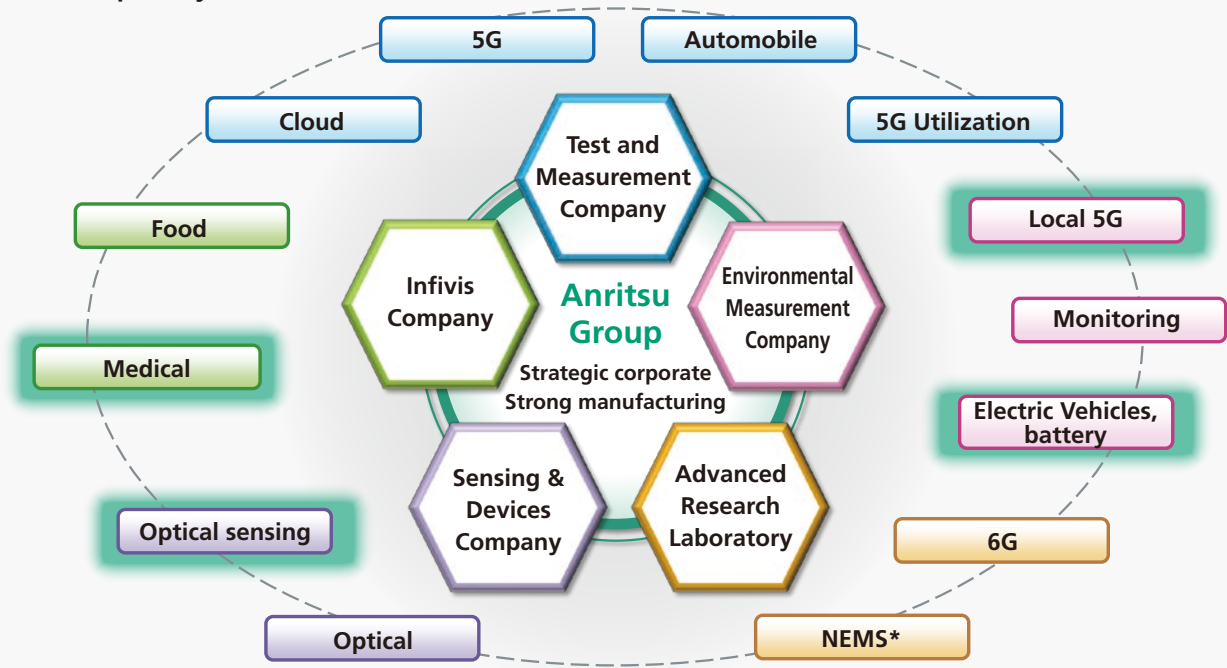 5G
Automobile
Cloud
5G Utilization
Test and
Measurement
Company
Food
Local 5G
Infivis
Company
Anritsu
Group
Environmental
Measurement
Company
Monitoring
Medical
Strategic corporate
Strong manufacturing
Electric Vehicles,
battery
Sensing &
Devices
Company
Advanced
Research
Laboratory
Optical sensing
6G
Optical
NEMS*